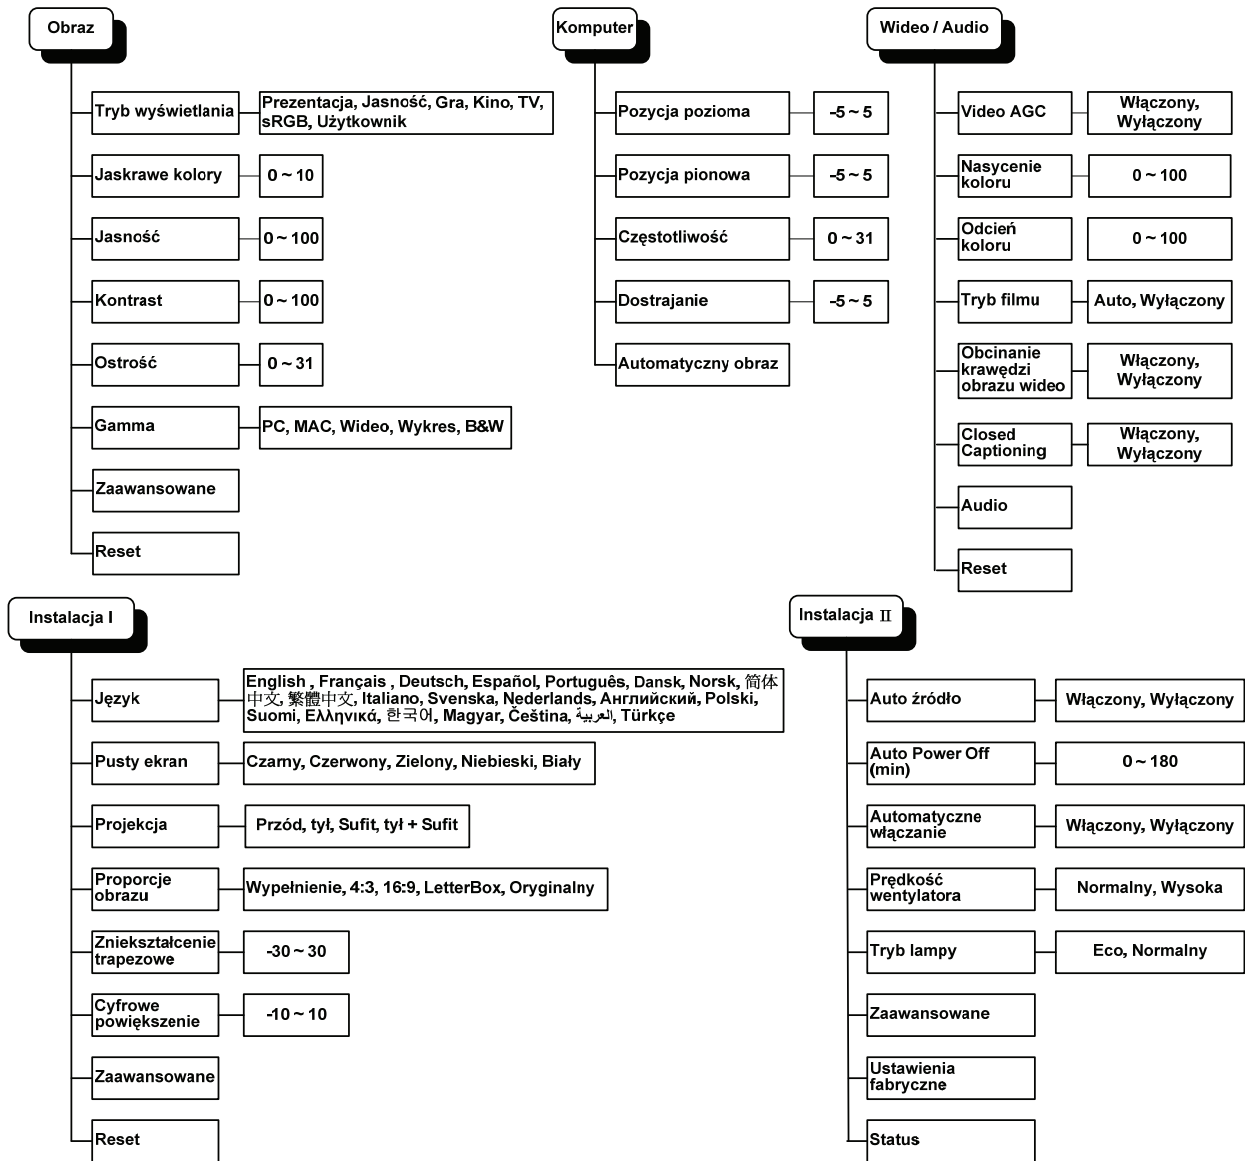 Obraz
Tryb wyświetlania
Prezentacja, Jasność, Gra, Kino, TV,
sRGB, Użytkownik
Jaskrawe kolory
0 ~ 10
Jasność
0 ~ 100
Kontrast
0 ~ 100
Ostrość
0 ~ 31
Gamma
PC, MAC, Wideo, Wykres, B&W
Zaawansowane
Reset
Komputer
Pozycja pozioma
-5 ~ 5
Pozycja pionowa
-5 ~ 5
Częstotliwość
0 ~ 31
Dostrajanie
-5 ~ 5
Automatyczny obraz
Wideo / Audio
Video AGC
Włączony,
Wyłączony
Nasycenie
koloru
0 ~ 100
Odcień
koloru
0 ~ 100
Tryb filmu
Auto, Wyłączony
Obcinanie
krawędzi
obrazu wideo
Włączony,
Wyłączony
Closed
Captioning
Włączony,
Wyłączony
Audio
Reset
Instalacja I
Język
English , Français , Deutsch, Español, Português, Dansk, Norsk, 简体
中文, 繁體中文, Italiano, Svenska, Nederlands, Английский, Polski,
Suomi, Ελληνικά, 한국어, Magyar, Čeština, العربية, Türkçe
Pusty ekran
Czarny, Czerwony, Zielony, Niebieski, Biały
Projekcja
Przód, tył, Sufit, tył + Sufit
Proporcje
obrazu
Wypełnienie, 4:3, 16:9, LetterBox, Oryginalny
Zniekształcenie
trapezowe
-30 ~ 30
Cyfrowe
powiększenie
-10 ~ 10
Zaawansowane
Reset
Instalacja II
Auto źródło
Włączony, Wyłączony
Auto Power Off
(min)
0 ~ 180
Automatyczne
włączanie
Włączony, Wyłączony
Prędkość
wentylatora
Normalny, Wysoka
Tryb lampy
Eco, Normalny
Zaawansowane
Ustawienia
fabryczne
Status